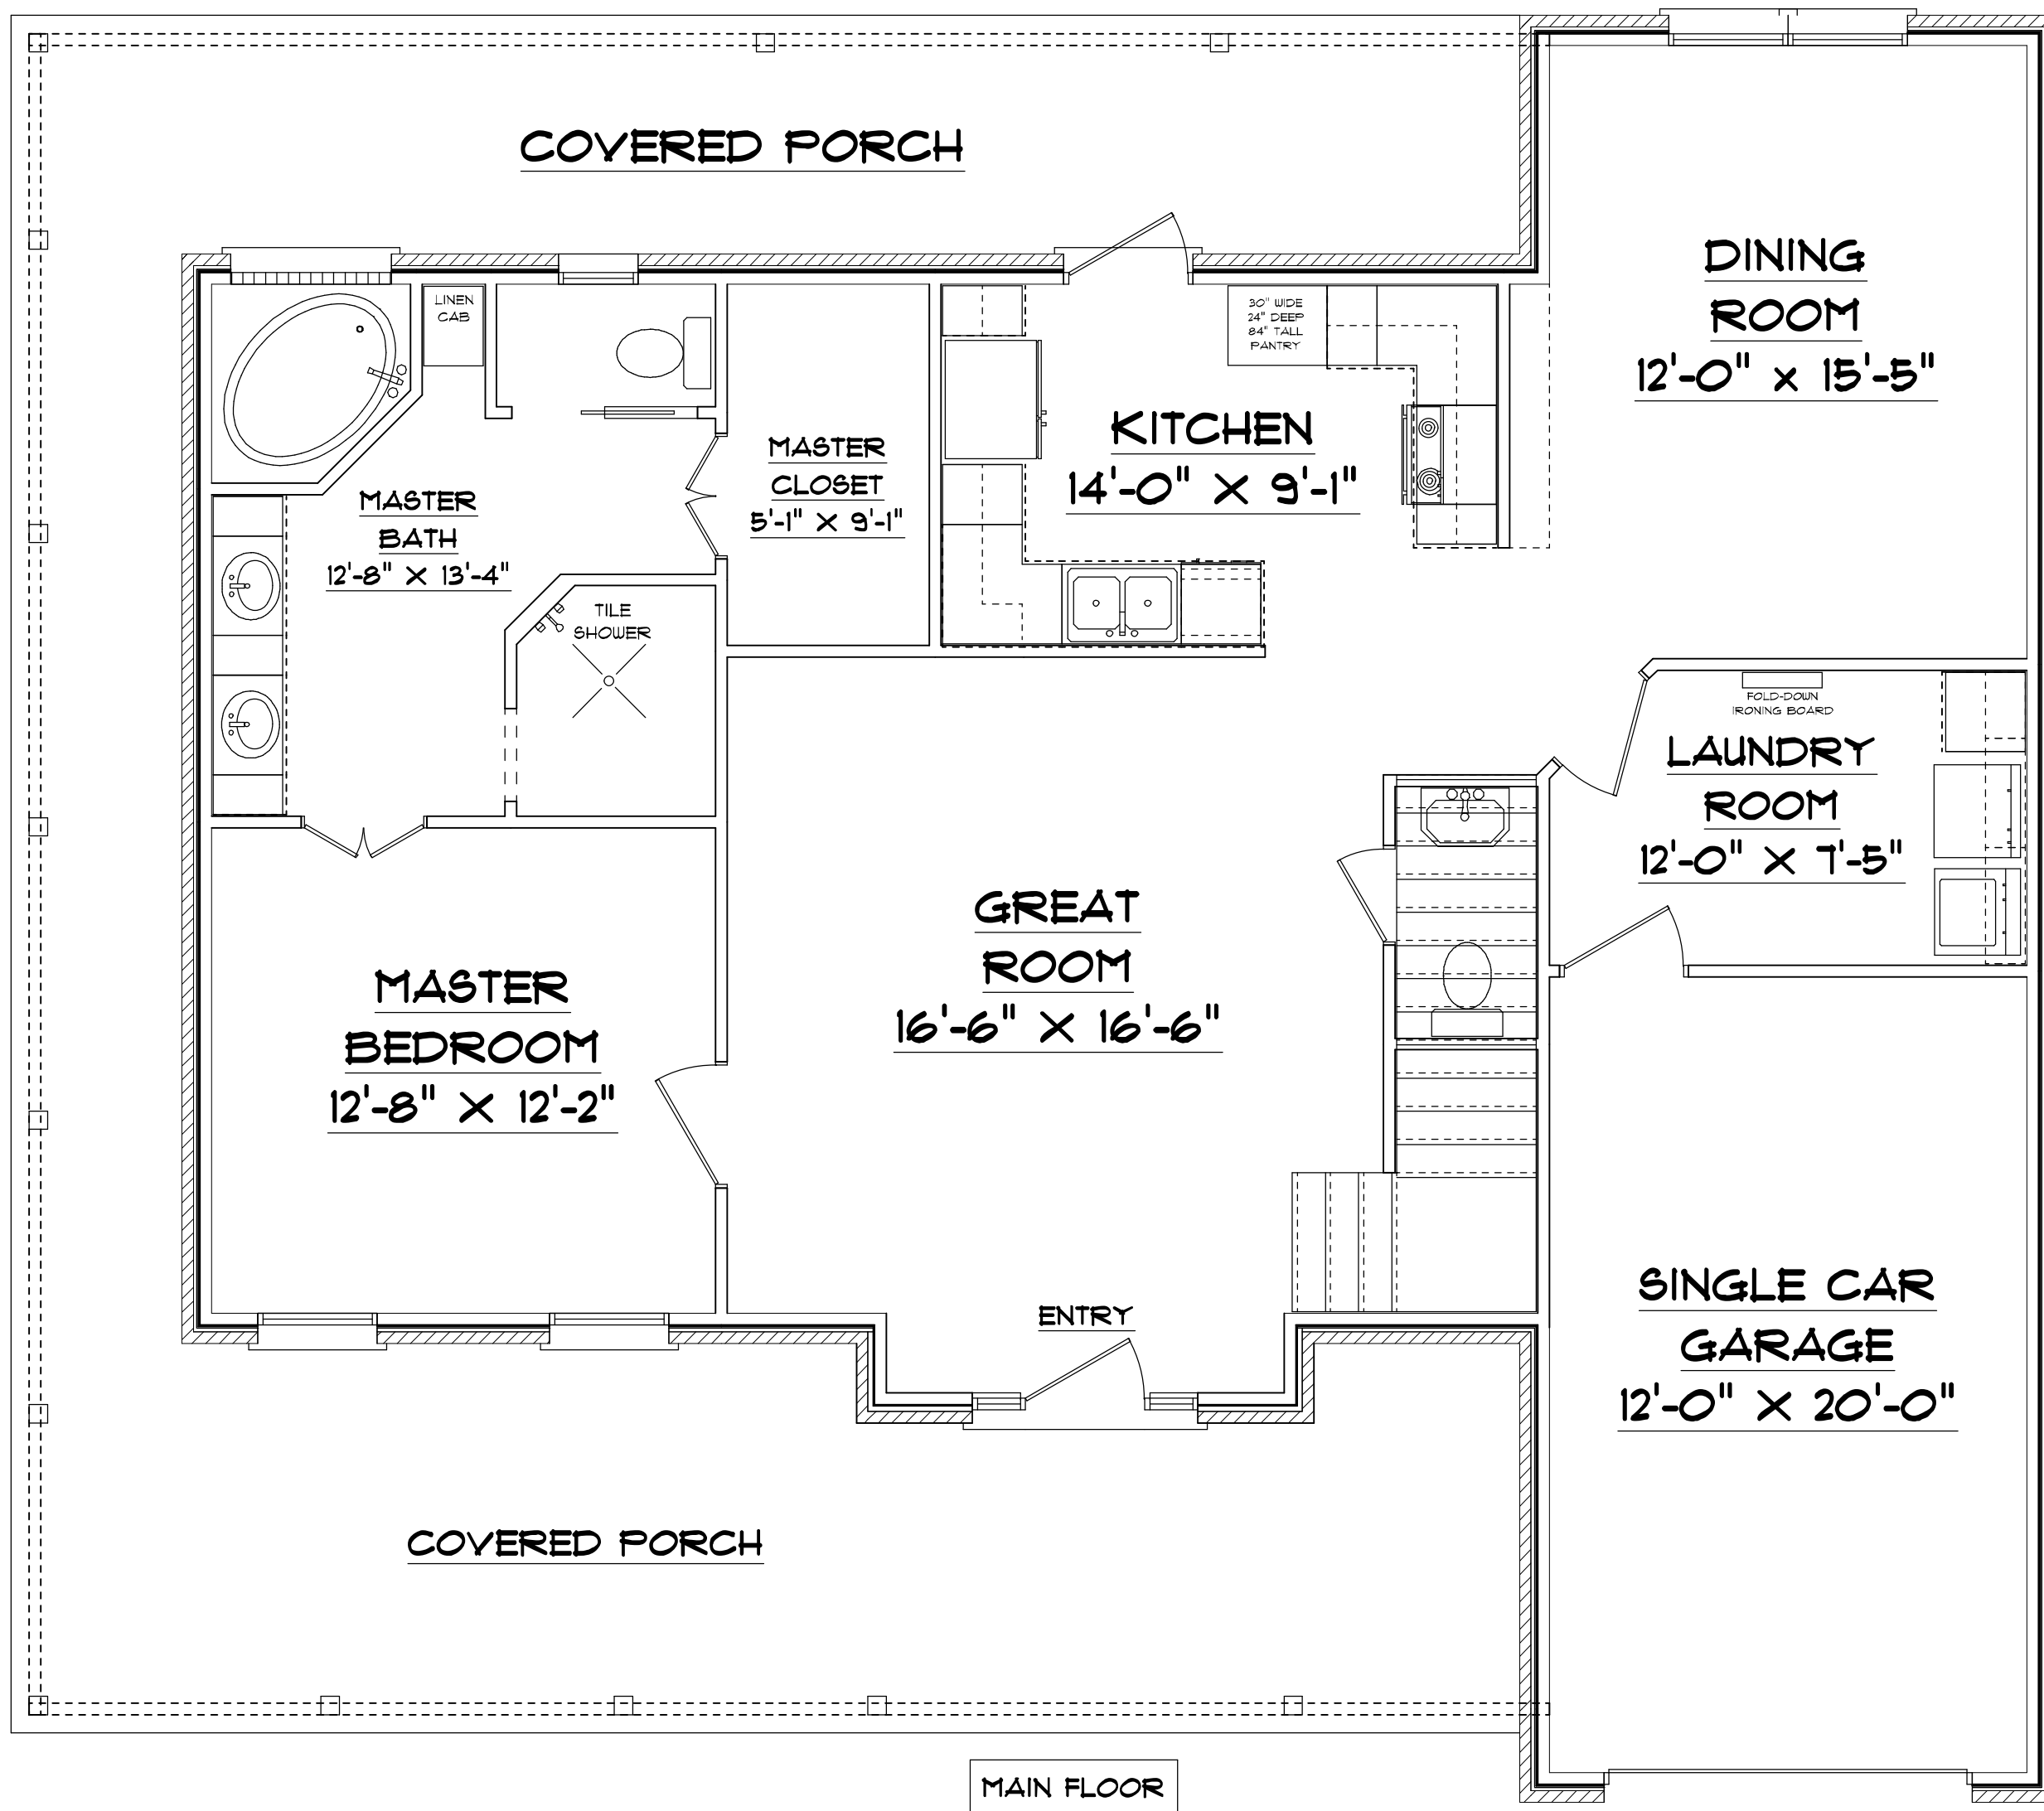 COVERED PORCH
DINING
ROOM
12'-0" x 15'-5"
LINEN
CAB
30" WIDE
24" DEEP
84" TALL
PANTRY
KITCHEN
14'-0" X 9'-1"
MASTER
CLOSET
5'-1" X 9'-1"
MASTER
BATH
12'-8" X 13'-4"
TILE
SHOWER
FOLD-DOWN
IRONING BOARD
LAUNDRY
ROOM
12'-0" X 7'-5"
GREAT
ROOM
16'-6" X 16'-6"
MASTER
BEDROOM
12'-8" X 12'-2"
SINGLE CAR
GARAGE
12'-0" X 20'-0"
ENTRY
COVERED PORCH
MAIN FLOOR